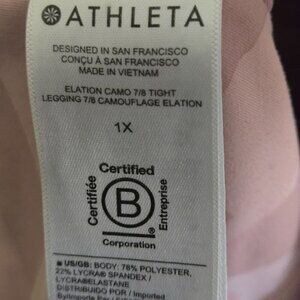 ATHLETA
DESIGNED IN SAN FRANCISCO
CONÇU À SAN FRANCISCO
MADE IN VIETNAM
ELATION CAMO 7/8 TIGHT
LEGGING 7/8 CAMOUFLAGE ELATION
1X
Certified
Certifiée
B
Entreprise
Corporation
US/GB: BODY: 78% POLYESTER,
22% LYCRA® SPANDEX /
LYCRA®ELASTANE
DISTRIBUIDO POR / Imported